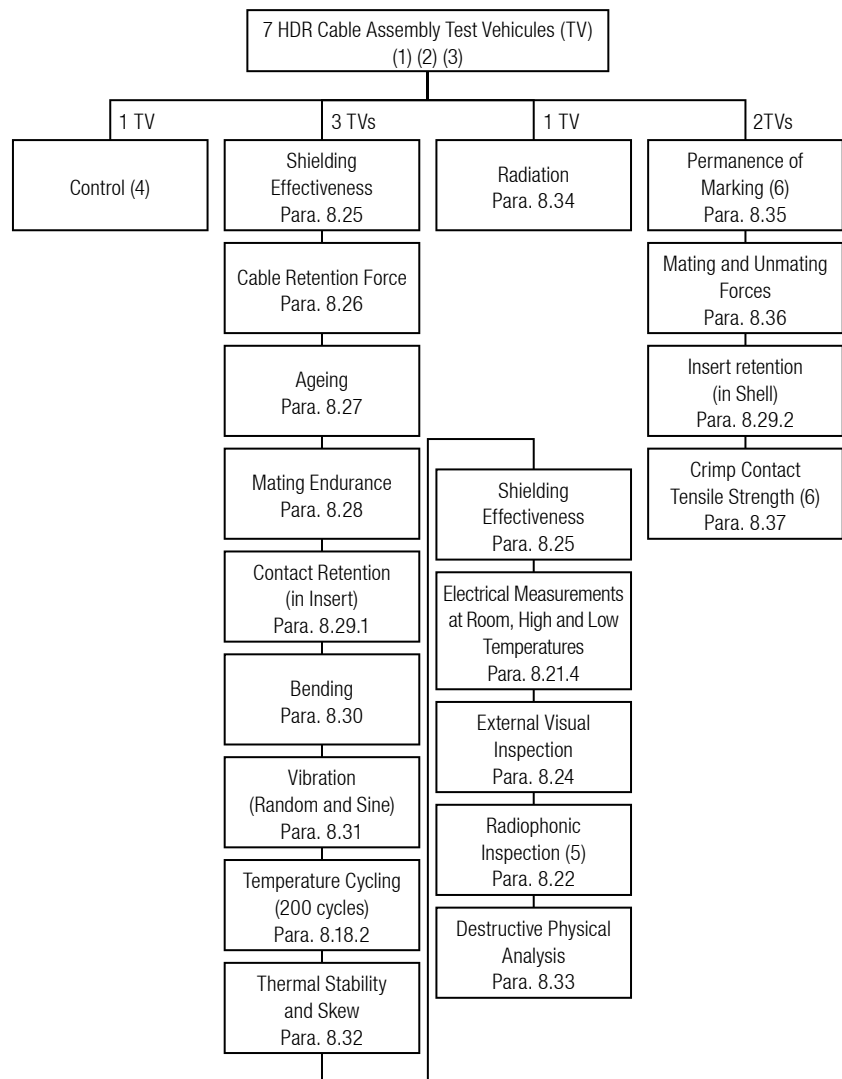 7 HDR Cable Assembly Test Vehicules (TV)
(1) (2) (3)
1 TV
Control (4)
3 TVs
Shielding
Effectiveness
Para. 8.25
Cable Retention Force
Para. 8.26
Ageing
Para. 8.27
Mating Endurance
Para. 8.28
Contact Retention
(in Insert)
Para. 8.29.1
Bending
Para. 8.30
Vibration
(Random and Sine)
Para. 8.31
Temperature Cycling
(200 cycles)
Para. 8.18.2
Thermal Stability
and Skew
Para. 8.32
Shielding
Effectiveness
Para. 8.25
Electrical Measurements
at Room, High and Low
Temperatures
Para. 8.21.4
External Visual
Inspection
Para. 8.24
Radiophonic
Inspection (5)
Para. 8.22
Destructive Physical
Analysis
Para. 8.33
1 TV
Radiation
Para. 8.34
2TVs
Permanence of
Marking (6)
Para. 8.35
Mating and Unmating
Forces
Para. 8.36
Insert retention
(in Shell)
Para. 8.29.2
Crimp Contact
Tensile Strength (6)
Para. 8.37